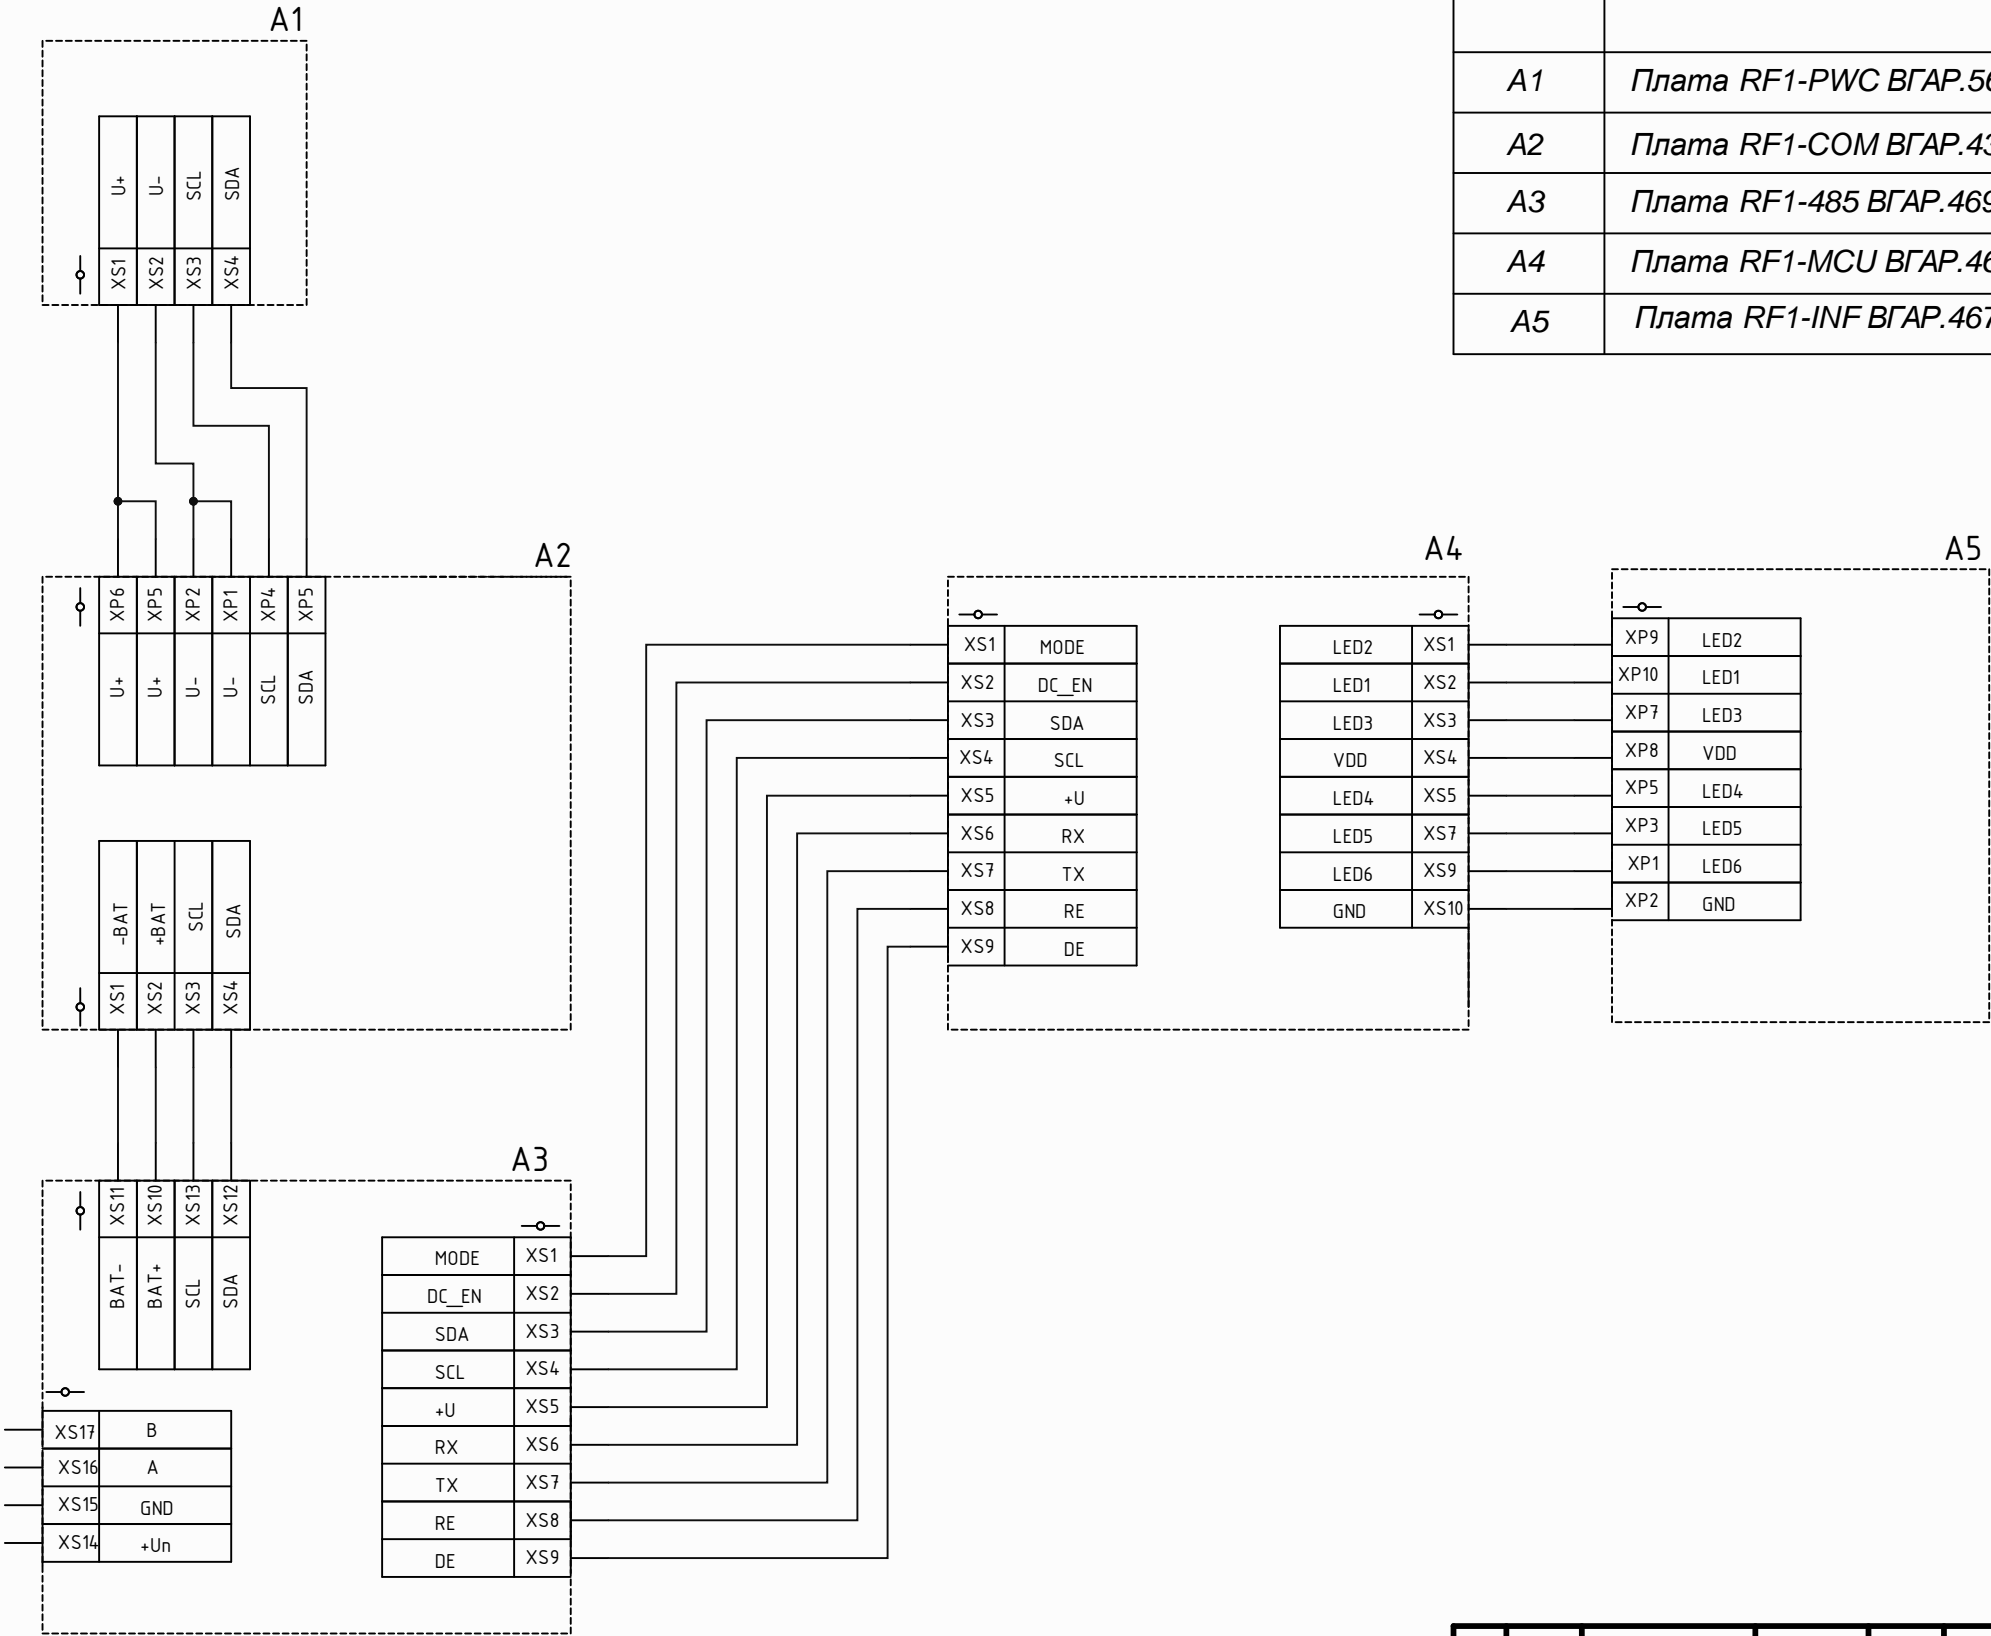 A1
U+ U- SCL SDA
XS1 XS2 XS3 XS4
A1 Плата RF1-PWC ВГАР.56
A2 Плата RF1-COM ВГАР.43
A3 Плата RF1-485 ВГАР.469
A4 Плата RF1-MCU ВГАР.46
A5 Плата RF1-INF ВГАР.467
A2
XP6 XP5 XP2 XP1 XP4 XP5
U+ U+ U- U- SCL SDA
-BAT +BAT SCL SDA
XS1 XS2 XS3 XS4
A4
XS1 MODE
XS2 DC_EN
XS3 SDA
XS4 SCL
XS5 +U
XS6 RX
XS7 TX
XS8 RE
XS9 DE
LED2 XS1
LED1 XS2
LED3 XS3
VDD XS4
LED4 XS5
LED5 XS7
LED6 XS9
GND XS10
A5
XP9 LED2
XP10 LED1
XP7 LED3
XP8 VDD
XP5 LED4
XP3 LED5
XP1 LED6
XP2 GND
A3
XS11 XS10 XS13 XS12
BAT- BAT+ SCL SDA
MODE XS1
DC_EN XS2
SDA XS3
SCL XS4
+U XS5
RX XS6
TX XS7
RE XS8
DE XS9
XS17 B
XS16 A
XS15 GND
XS14 +Un